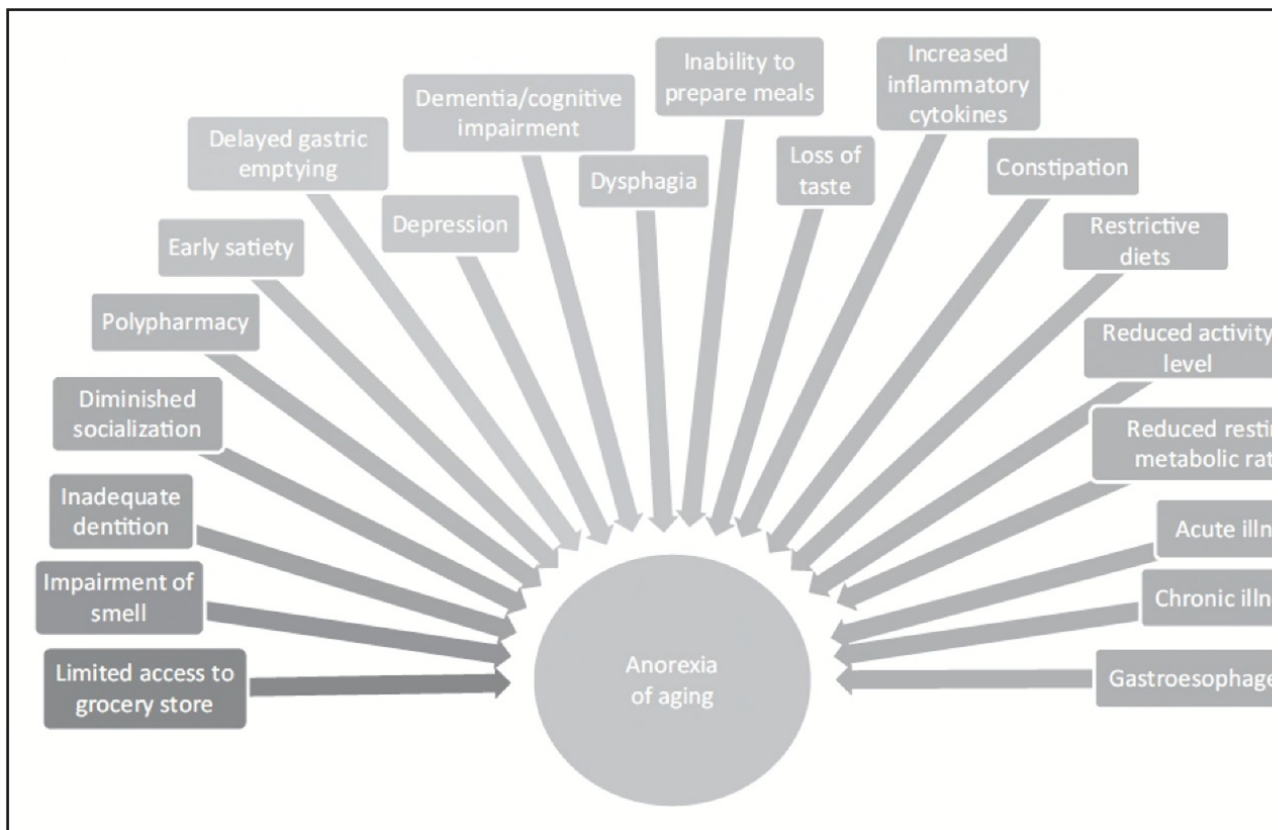 Inability to
prepare meals
Increased
inflammatory
cytokines
Dementia/cognitive
impairment
Delayed gastric
emptying
Dysphagia
Loss of
taste
Constipation
Depression
Restrictive
diets
Early satiety
Polypharmacy
Reduced activity
level
Diminished
socialization
Reduced
metabolic
Inadequate
dentition
Acute
Impairment of
smell
Chronic
Limited access to
grocery store
Anorexia
of aging